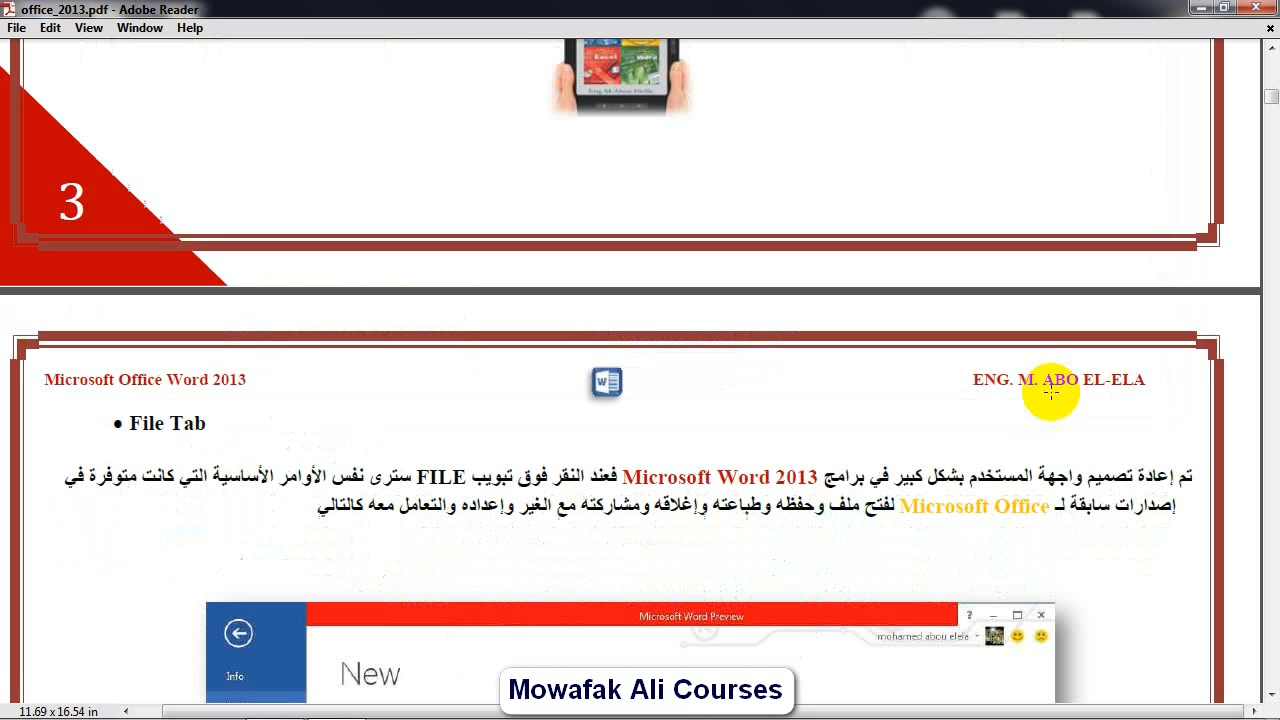 office_2013.pdf - Adobe Reader
File Edit View Window Help
Excel Word
3
Microsoft Office Word 2013
ENG. M. ABO EL-ELA
• File Tab
تم إعادة تصميم واجهة المستخدم بشكل كبير في برامج Microsoft Word 2013 فعند النقر فوق تبويب FILE سترى نفس الأوامر الأساسية التي كانت متوفرة في
إصدارات سابقة لـ Microsoft Office لفتح ملف وحفظه وطباعته وإغلاقه ومشاركته مع الغير وإعداده والتعامل معه كالتالي
Microsoft Word Preview
?
mohamed abou elela
Info
New
Mowafak Ali Courses
11.69 x 16.54 in